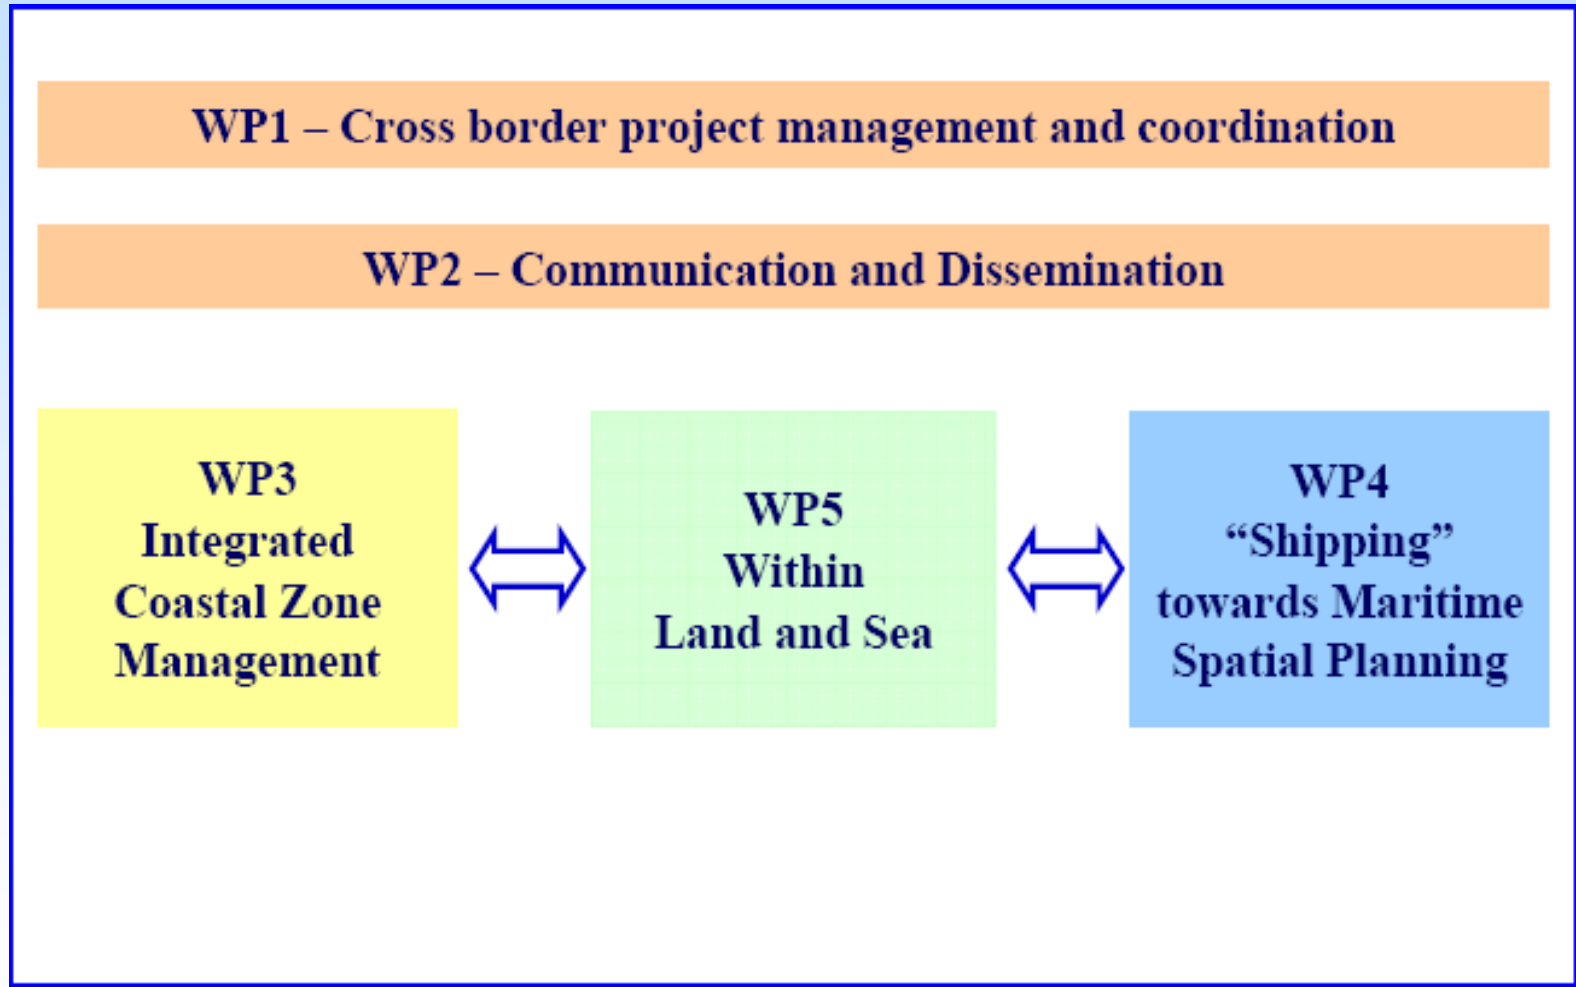 WP1 – Cross border project management and coordination
WP2 – Communication and Dissemination
WP3
Integrated
Coastal Zone
Management
WP5
Within
Land and Sea
WP4
“Shipping”
towards Maritime
Spatial Planning